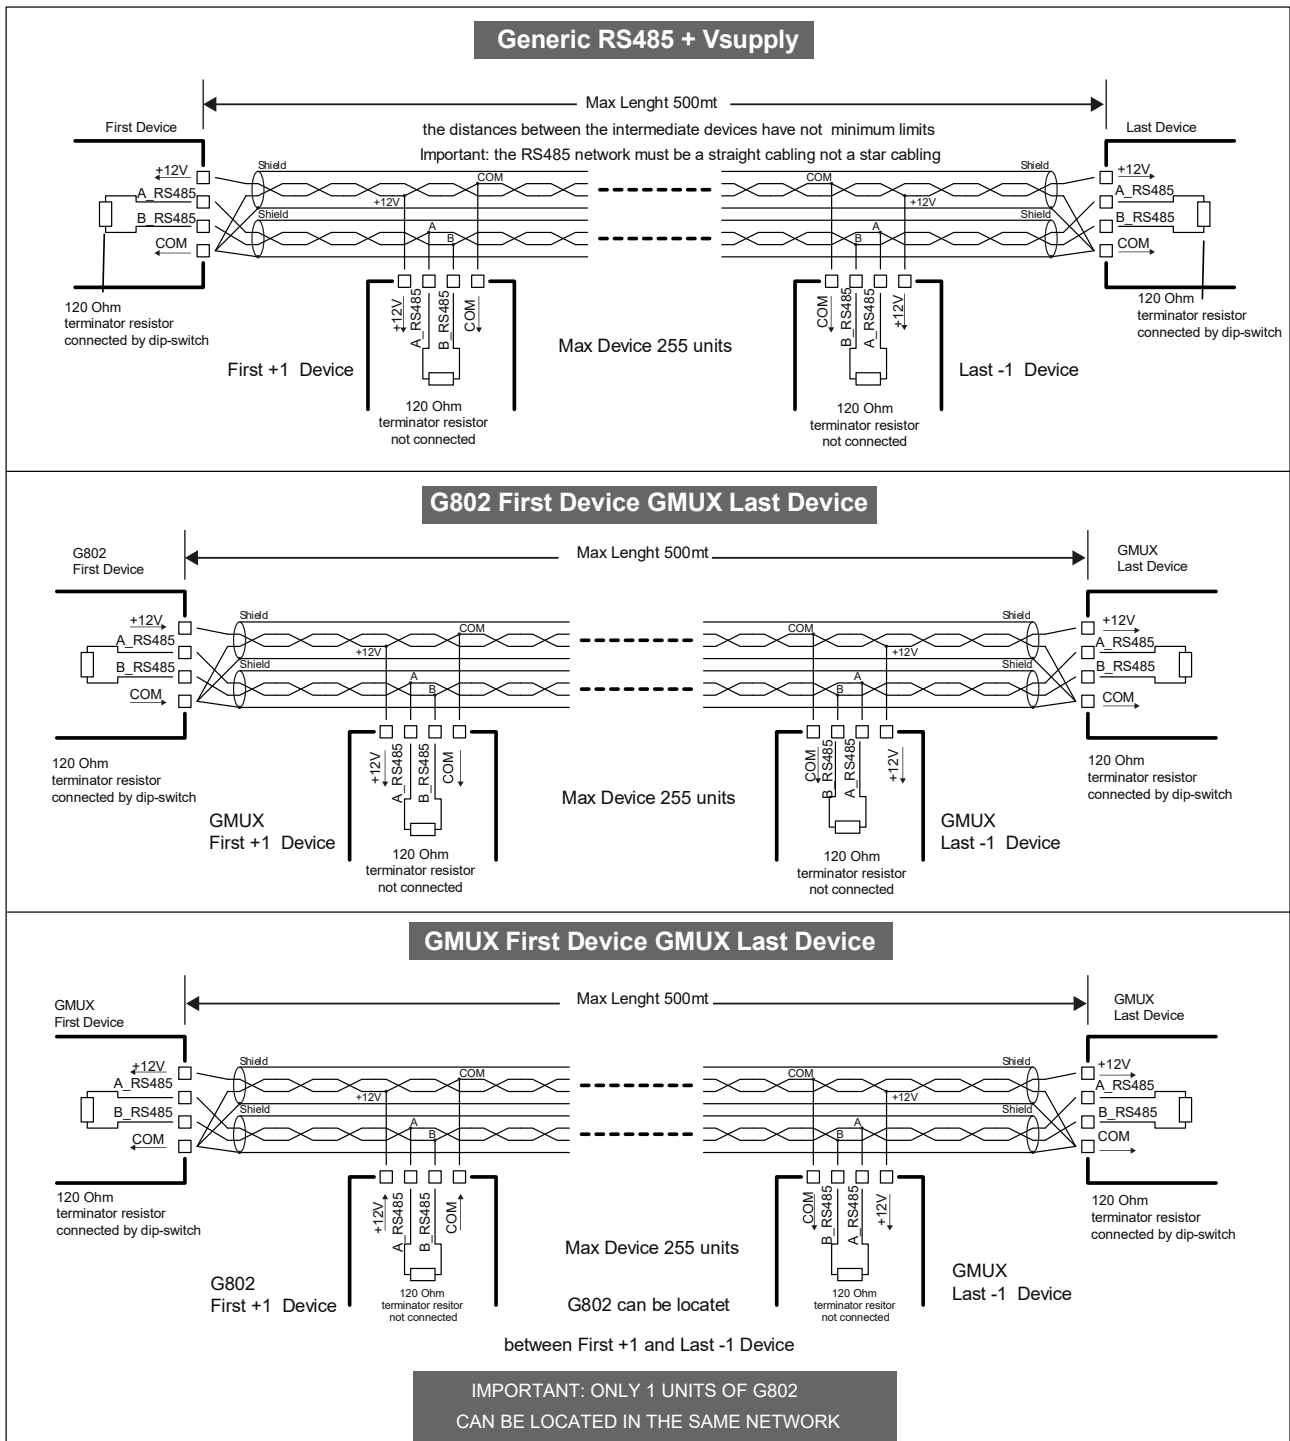 Generic RS485 + Vsupply
Max Lenght 500mt
First Device
the distances between the intermediate devices have not minimum limits
Last Device
Important: the RS485 network must be a straight cabling not a star cabling
+12V
A_RS485
B_RS485
COM
Shield
Shield
COM
+12V
A
B
COM
+12V
A
B
Shield
Shield
+12V
A_RS485
B_RS485
COM
120 Ohm
terminator resistor
connected by dip-switch
+12V
A_RS485
B_RS485
COM
COM
B_RS485
A_RS485
+12V
120 Ohm
terminator resistor
connected by dip-switch
First +1 Device
Max Device 255 units
Last -1 Device
120 Ohm
terminator resistor
not connected
120 Ohm
terminator resistor
not connected
G802 First Device GMUX Last Device
Max Lenght 500mt
G802
First Device
GMUX
Last Device
+12V
A_RS485
B_RS485
COM
Shield
Shield
COM
+12V
A
B
COM
+12V
A
B
Shield
Shield
+12V
A_RS485
B_RS485
COM
120 Ohm
terminator resistor
connected by dip-switch
+12V
A_RS485
B_RS485
COM
COM
B_RS485
A_RS485
+12V
120 Ohm
terminator resistor
connected by dip-switch
GMUX
First +1 Device
Max Device 255 units
GMUX
Last -1 Device
120 Ohm
terminator resistor
not connected
120 Ohm
terminator resistor
not connected
GMUX First Device GMUX Last Device
Max Lenght 500mt
GMUX
First Device
GMUX
Last Device
+12V
A_RS485
B_RS485
COM
Shield
Shield
COM
+12V
A
B
COM
+12V
A
B
Shield
Shield
+12V
A_RS485
B_RS485
COM
120 Ohm
terminator resistor
connected by dip-switch
+12V
A_RS485
B_RS485
COM
COM
B_RS485
A_RS485
+12V
120 Ohm
terminator resistor
connected by dip-switch
G802
First +1 Device
Max Device 255 units
GMUX
Last -1 Device
120 Ohm
terminator resitor
not connected
G802 can be locatet
120 Ohm
terminator resitor
not connected
between First +1 and Last -1 Device
IMPORTANT: ONLY 1 UNITS OF G802
CAN BE LOCATED IN THE SAME NETWORK